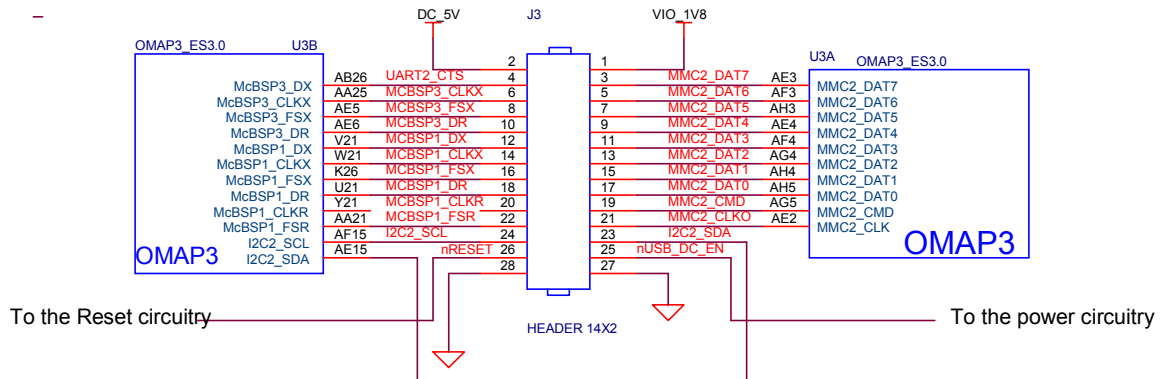 DC_5V J3 VIO_1V8
OMAP3_ES3.0 U3B
U3A OMAP3_ES3.0
2 1
McBSP3_DX AB26 UART2_CTS 4 3 MMC2_DAT7 AE3 MMC2_DAT7
McBSP3_CLKX AA25 MCBSP3_CLKX 6 5 MMC2_DAT6 AF3 MMC2_DAT6
McBSP3_FSX AE5 MCBSP3_FSX 8 7 MMC2_DAT5 AH3 MMC2_DAT5
McBSP3_DR AE6 MCBSP3_DR 10 9 MMC2_DAT4 AE4 MMC2_DAT4
McBSP1_DX V21 MCBSP1_DX 12 11 MMC2_DAT3 AF4 MMC2_DAT3
McBSP1_CLKX W21 MCBSP1_CLKX 14 13 MMC2_DAT2 AG4 MMC2_DAT2
McBSP1_FSX K26 MCBSP1_FSX 16 15 MMC2_DAT1 AH4 MMC2_DAT1
McBSP1_DR U21 MCBSP1_DR 18 17 MMC2_DAT0 AH5 MMC2_DAT0
McBSP1_CLKR Y21 MCBSP1_CLKR 20 19 MMC2_CMD AG5 MMC2_CMD
McBSP1_FSR AA21 MCBSP1_FSR 22 21 MMC2_CLKO AE2 MMC2_CLK
I2C2_SCL AF15 I2C2_SCL 24 23 I2C2_SDA
I2C2_SDA AE15 nRESET 26 25 nUSB_DC_EN
OMAP3 28 27 OMAP3
To the Reset circuitry
HEADER 14X2
To the power circuitry